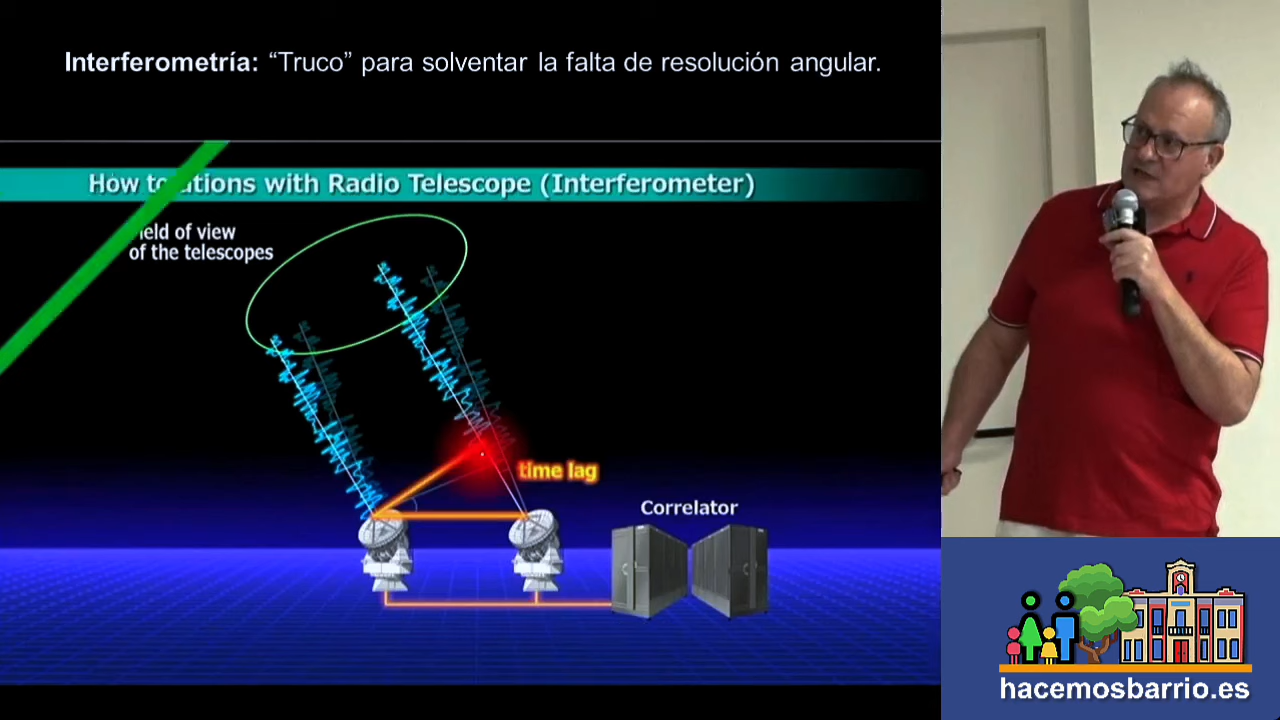 Interferometría: “Truco” para solventar la falta de resolución angular.
How to ations with Radio Telescope (Interferometer)
ield of view
of the telescopes
time lag
Correlator
hacemosbarrio.es